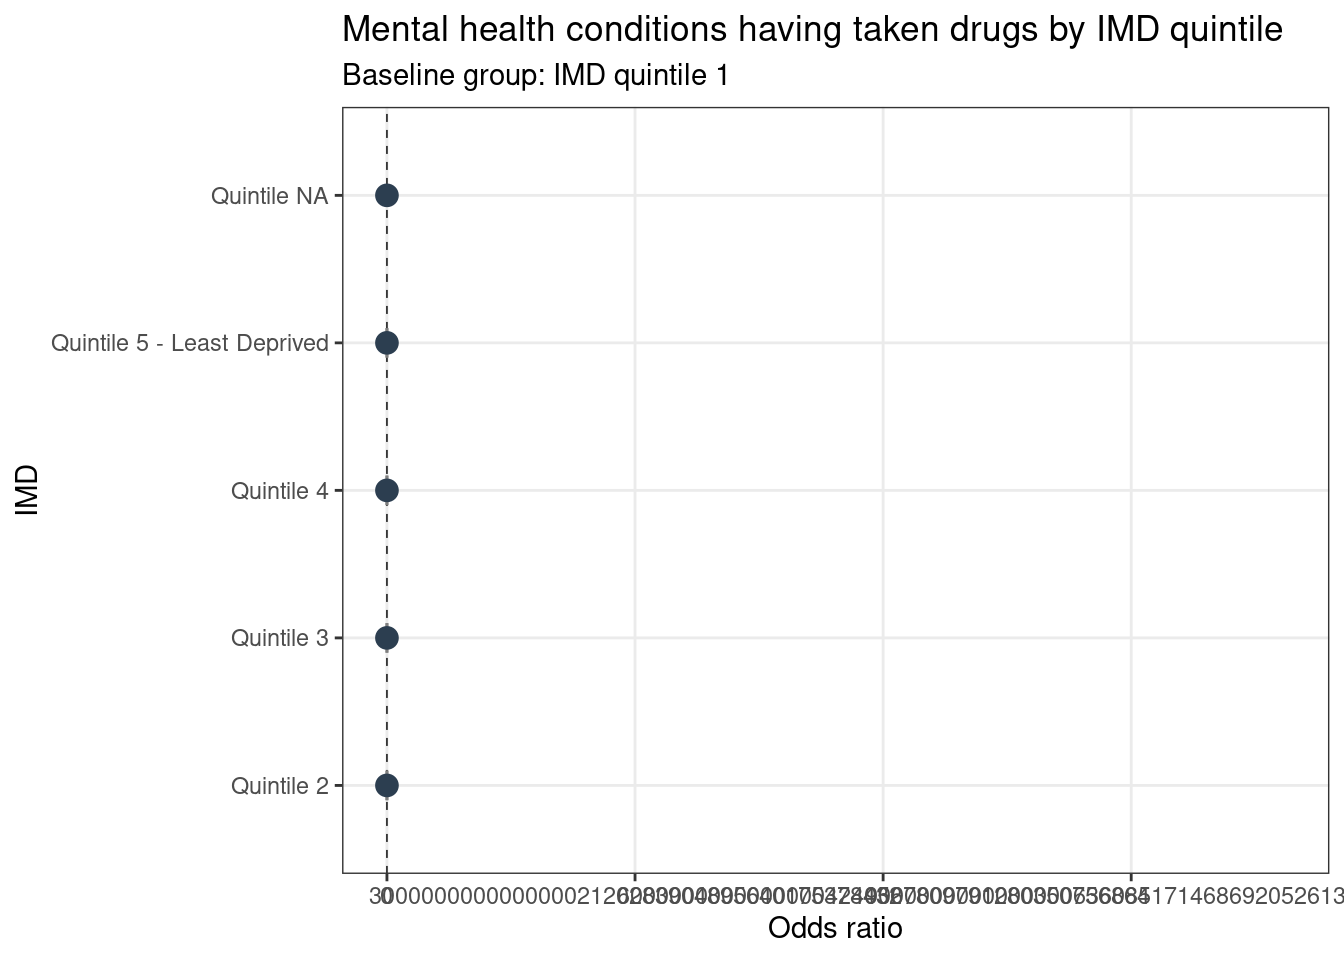 Mental health conditions having taken drugs by IMD quintile
Baseline group: IMD quintile 1
Quintile NA
Quintile 5 - Least Deprived
Quintile 4
Quintile 3
Quintile 2
IMD
Odds ratio